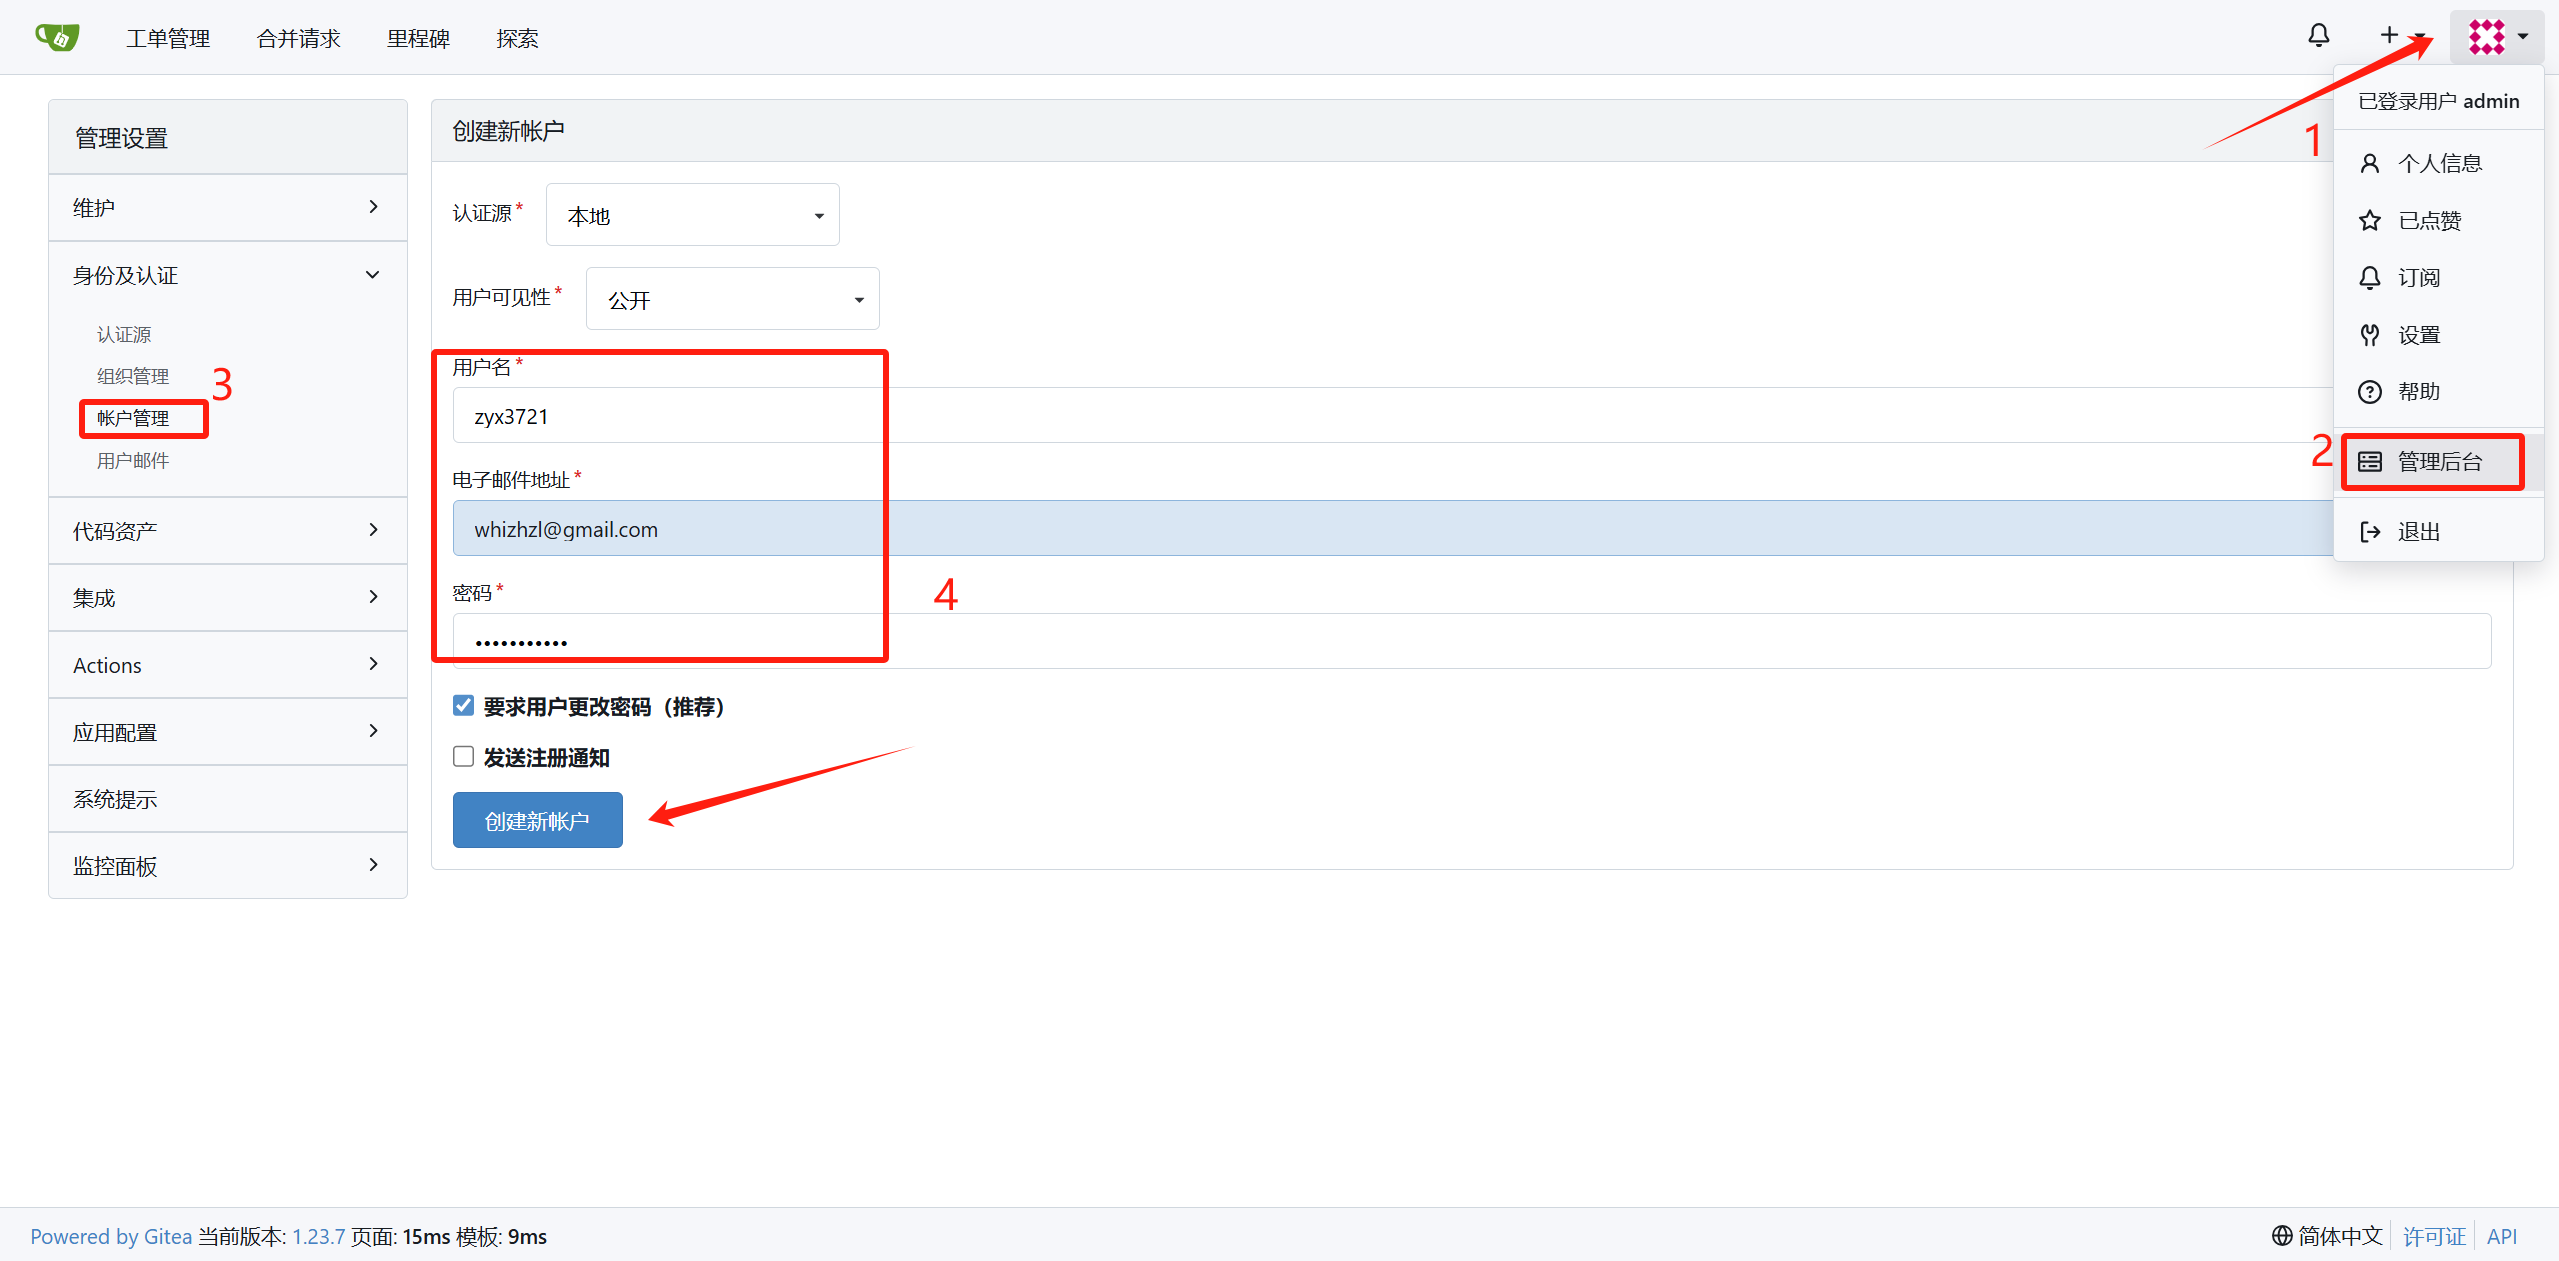 工单管理 合并请求 里程碑 探索
已登录用户 admin
1
个人信息
已点赞
订阅
设置
帮助
2
管理后台
退出
管理设置
维护
身份及认证
认证源
组织管理
3
帐户管理
用户邮件
代码资产
集成
Actions
应用配置
系统提示
监控面板
创建新帐户
认证源* 本地
用户可见性* 公开
用户名*
zyx3721
电子邮件地址*
whizhzl@gmail.com
密码*
•••••••••••
4
要求用户更改密码（推荐）
发送注册通知
创建新帐户
Powered by Gitea 当前版本: 1.23.7 页面: 15ms 模板: 9ms
简体中文 许可证 API